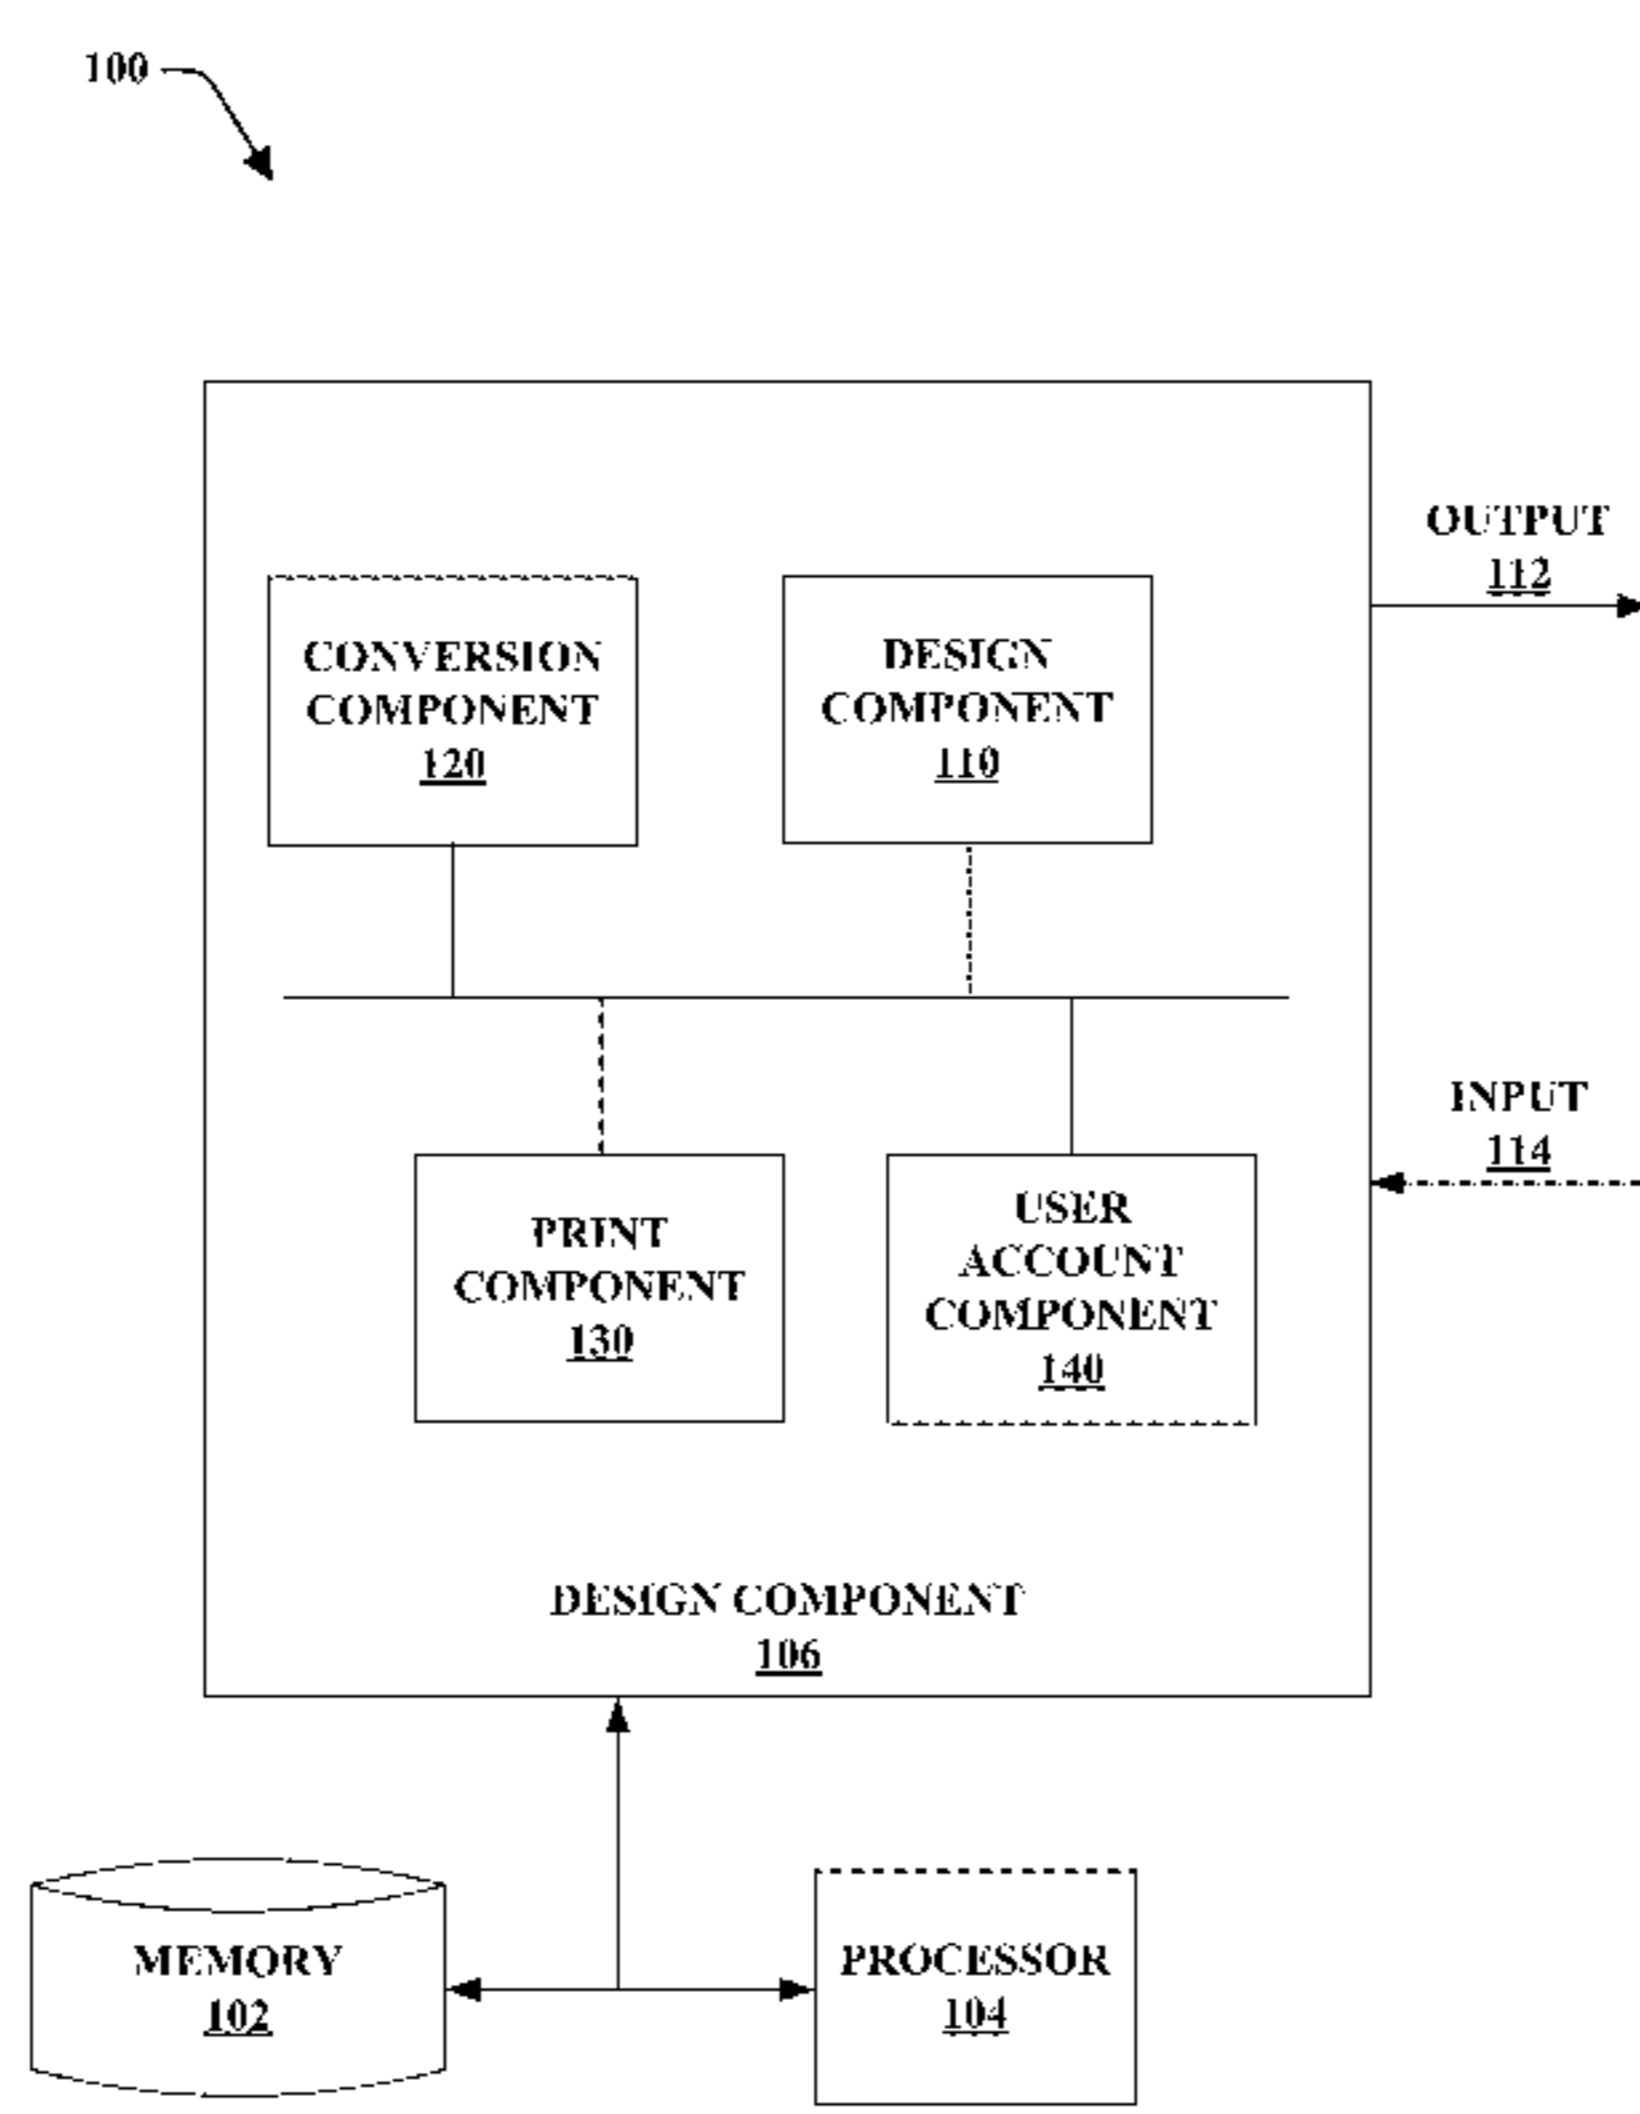 100
OUTPUT
112
CONVERSION
COMPONENT
120
DESIGN
COMPONENT
110
INPUT
114
PRINT
COMPONENT
130
USER
ACCOUNT
COMPONENT
140
DESIGN COMPONENT
106
MEMORY
102
PROCESSOR
104